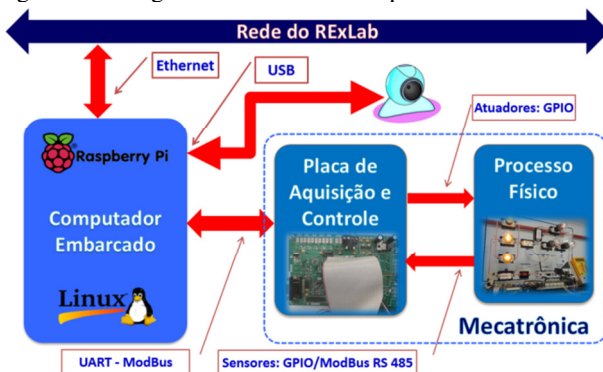 Rede do RExLab
Ethernet
USB
Atuadores: GPIO
Raspberry Pi
Computador
Embarcado
Linux
Placa de
Aquisição e
Controle
Processo
Físico
Mecatrônica
UART - ModBus
Sensores: GPIO/ModBus RS 485